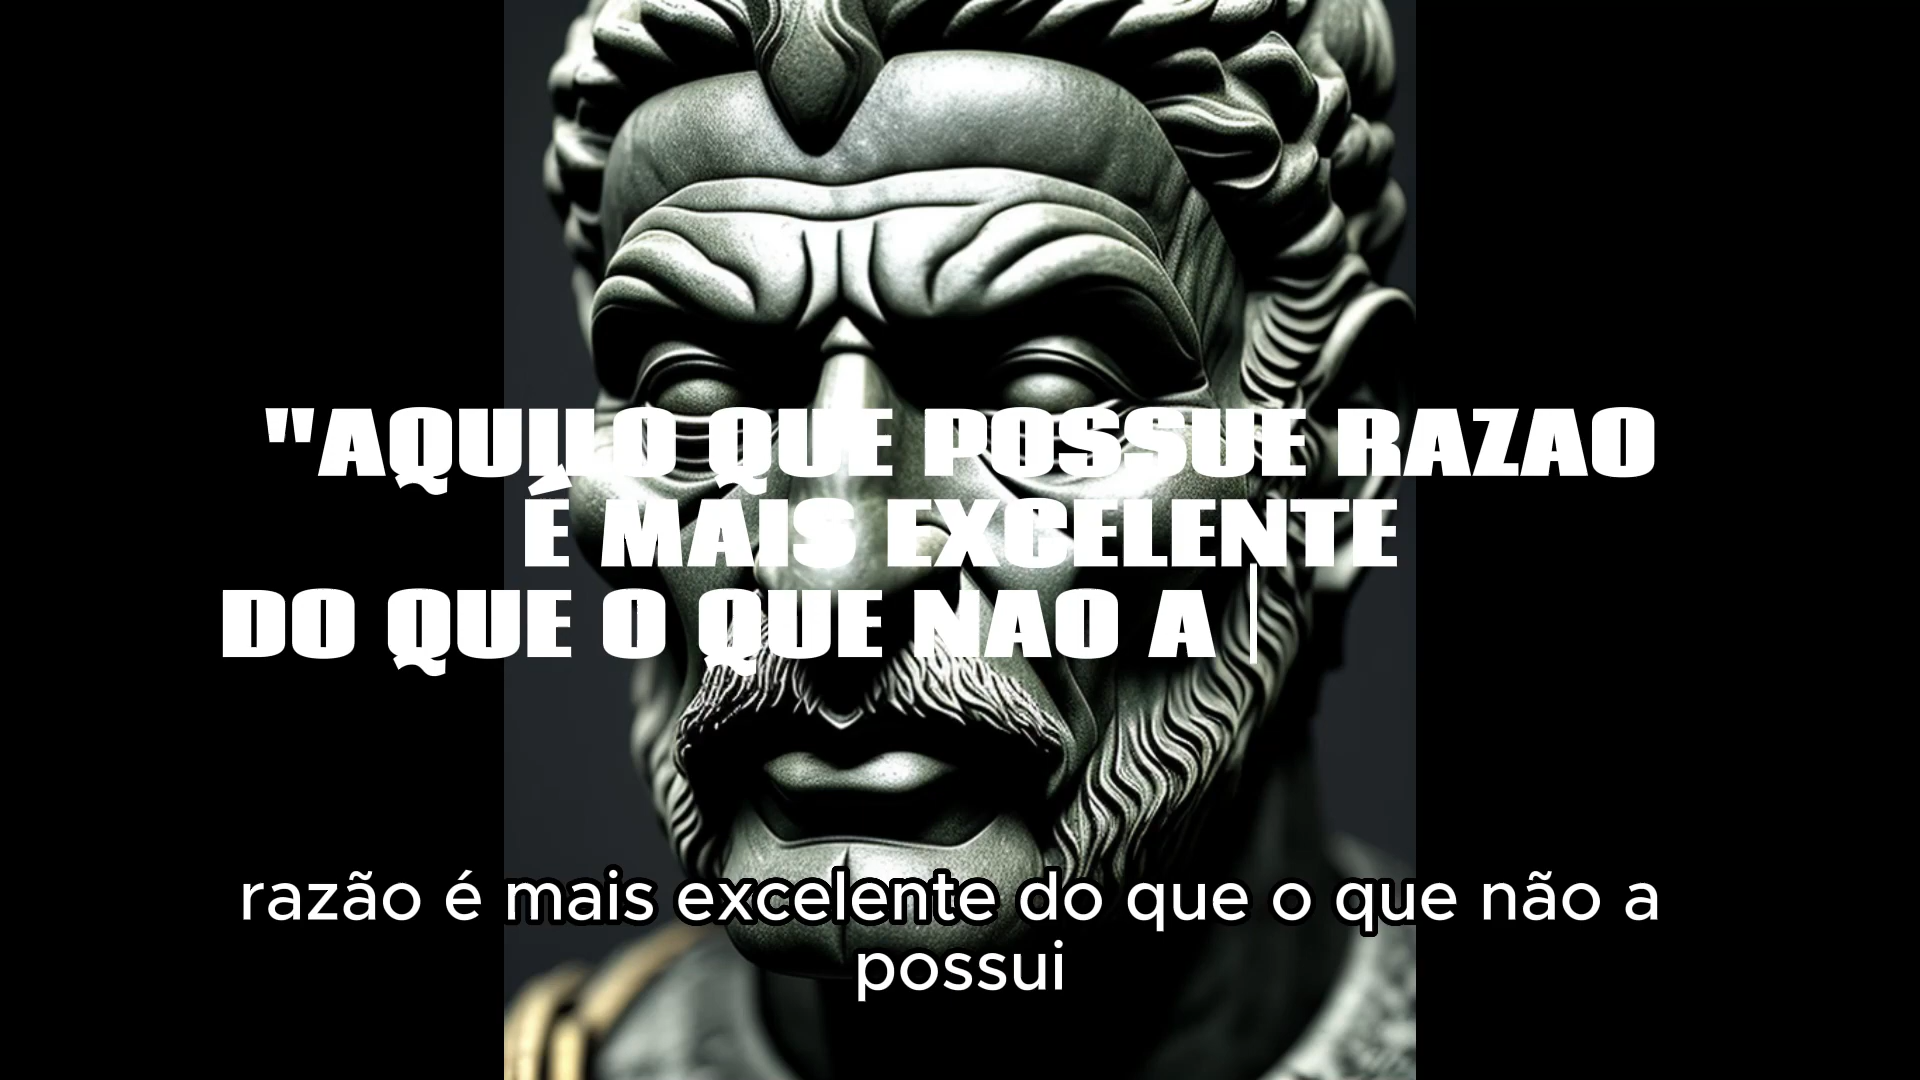 "AQUILO QUE POSSUE RAZAO
É MAIS EXCELENTE
DO QUE O QUE NAO A
razão é mais excelente do que o que não a
possui